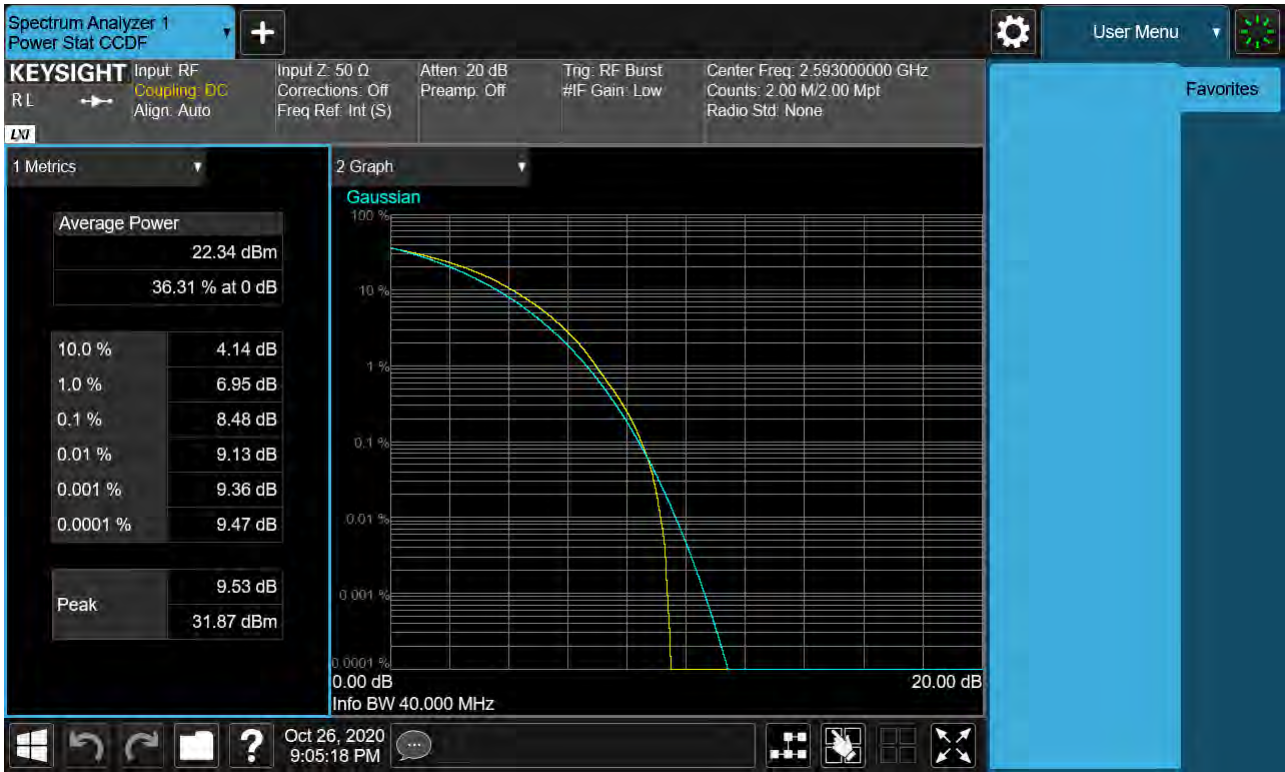 Spectrum Analyzer 1
Power Stat CCDF
User Menu
KEYSIGHT
RL
LXI
Input: RF
Coupling: DC
Align: Auto
Input Z: 50 Ω
Corrections: Off
Freq Ref: Int (S)
Atten: 20 dB
Preamp: Off
Trig: RF Burst
#IF Gain: Low
Center Freq: 2.593000000 GHz
Counts: 2.00 M/2.00 Mpt
Radio Std: None
Favorites
1 Metrics
Average Power
22.34 dBm
36.31 % at 0 dB
10.0 % 4.14 dB
1.0 % 6.95 dB
0.1 % 8.48 dB
0.01 % 9.13 dB
0.001 % 9.36 dB
0.0001 % 9.47 dB
Peak
9.53 dB
31.87 dBm
2 Graph
Gaussian
100 %
10 %
1 %
0.1 %
0.01 %
0.001 %
0.0001 %
0.00 dB 20.00 dB
Info BW 40.000 MHz
Oct 26, 2020
9:05:18 PM